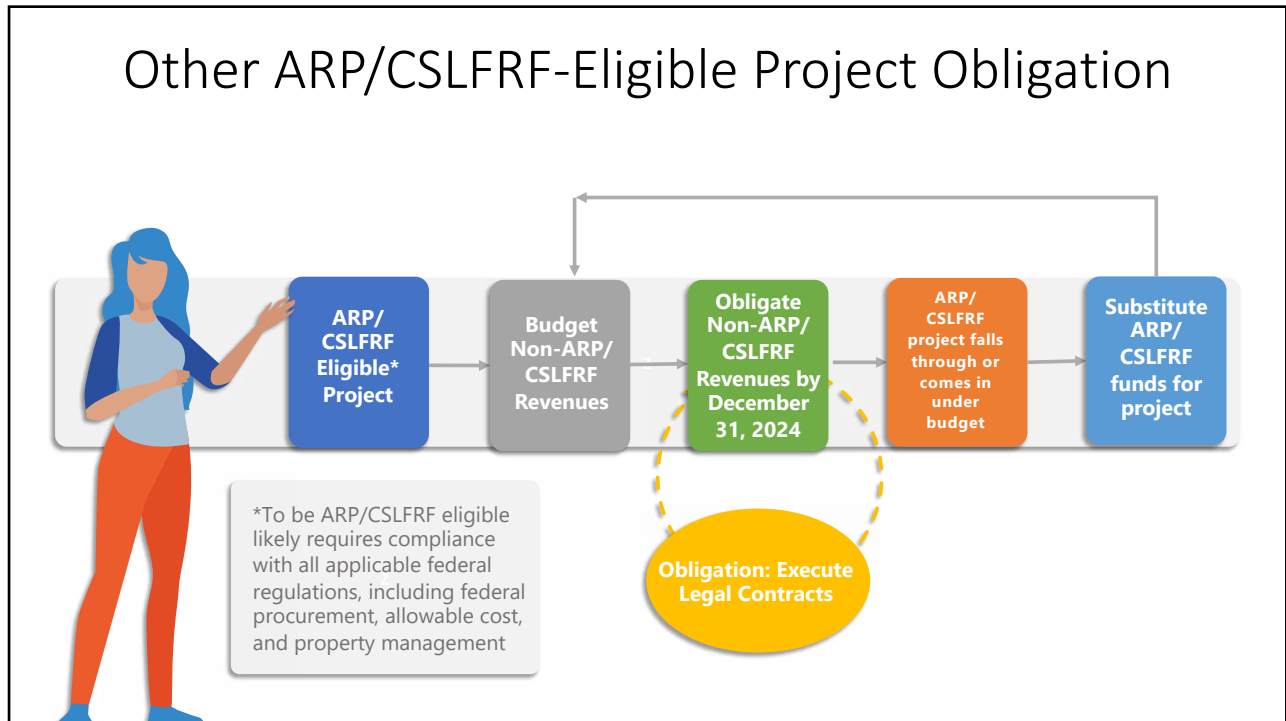 Other ARP/CSLFRF-Eligible Project Obligation
ARP/
CSLFRF
Eligible*
Project
Budget
Non-ARP/
CSLFRF
Revenues
2
Obligate
Non-ARP/
CSLFRF
Revenues by
December
31, 2024
ARP/
CSLFRF
project falls
through or
comes in
under
budget
Substitute
ARP/
CSLFRF
funds for
project
Obligation: Execute
Legal Contracts
*To be ARP/CSLFRF eligible
likely requires compliance
with all applicable federal
regulations, including federal
procurement, allowable cost,
and property management
2